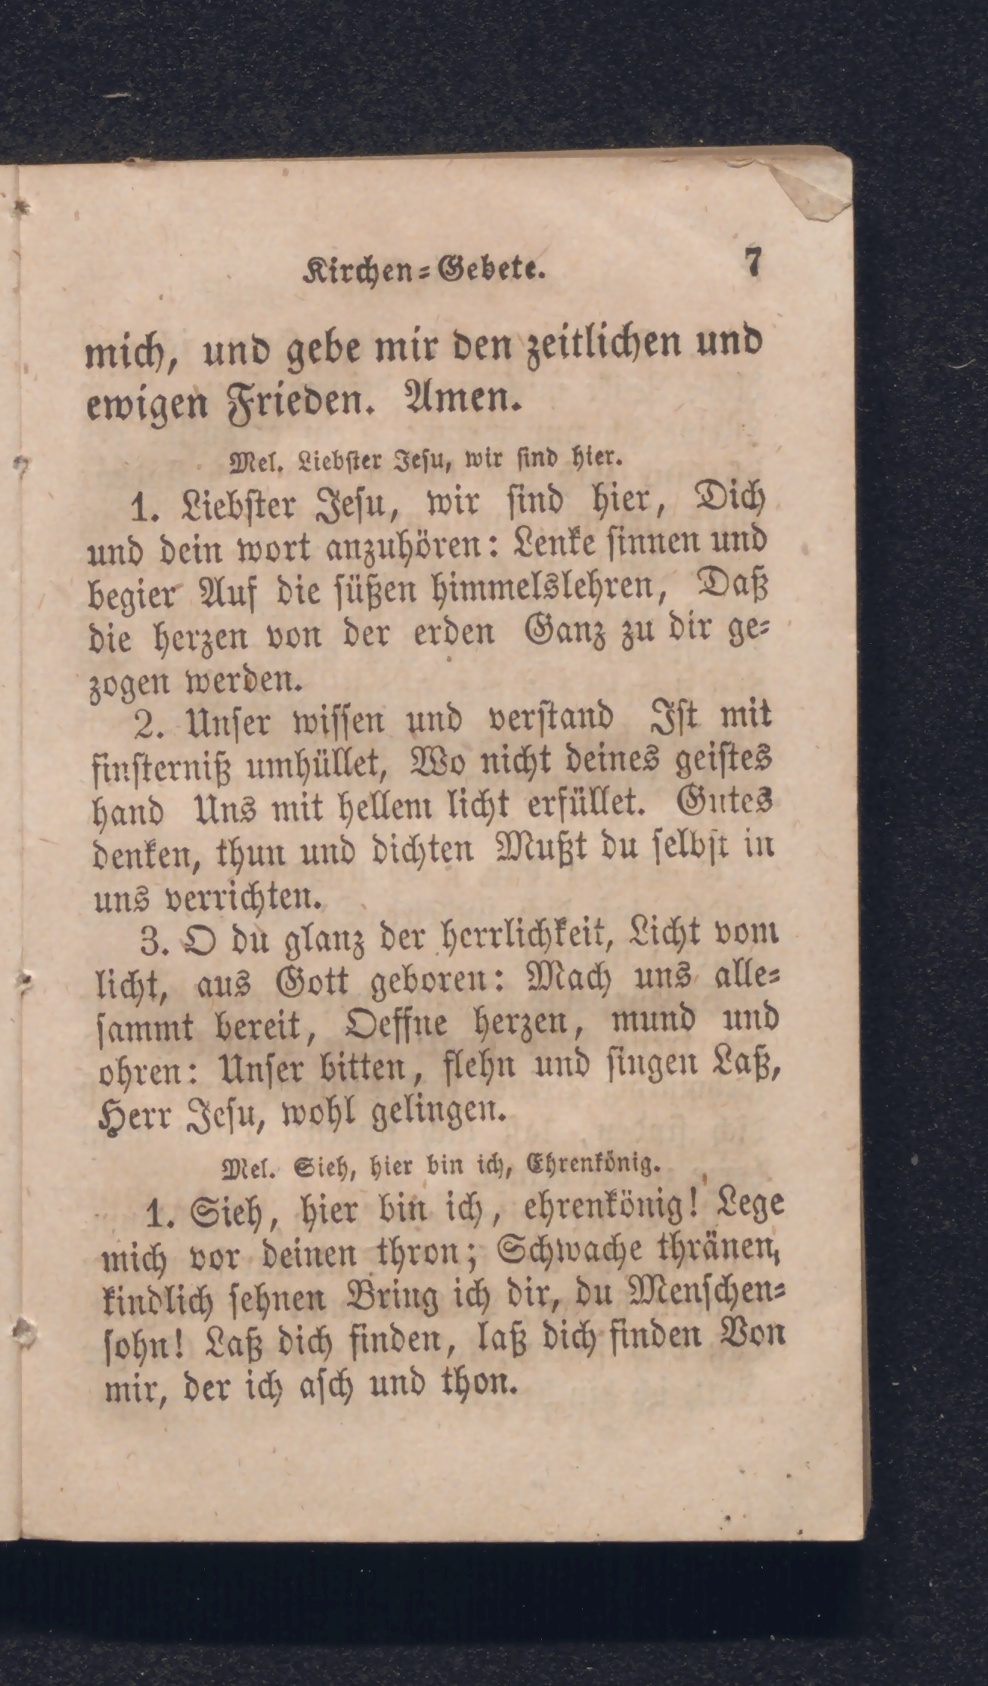 Kirchen=Gebete. 7
mich, und gebe mir den zeitlichen und
ewigen Frieden. Amen.
Mel. Liebster Jesu, wir sind hier.
1. Liebster Jesu, wir sind hier, Dich
und dein wort anzuhören: Lenke sinnen und
begier Auf die süßen himmelslehren, Daß
die herzen von der erden Ganz zu dir ge=
zogen werden.
2. Unser wissen und verstand Ist mit
finsterniß umhüllet, Wo nicht deines geistes
hand Uns mit hellem licht erfüllet. Gutes
denken, thun und dichten Mußt du selbst in
uns verrichten.
3. O du glanz der herrlichkeit, Licht vom
licht, aus Gott geboren: Mach uns alle=
sammt bereit, Oeffne herzen, mund und
ohren: Unser bitten, flehn und singen Laß,
Herr Jesu, wohl gelingen.
Mel. Sieh, hier bin ich, Ehrenkönig.
1. Sieh, hier bin ich, ehrenkönig! Lege
mich vor deinen thron; Schwache thränen,
kindlich sehnen Bring ich dir, du Menschen=
sohn! Laß dich finden, laß dich finden Von
mir, der ich asch und thon.